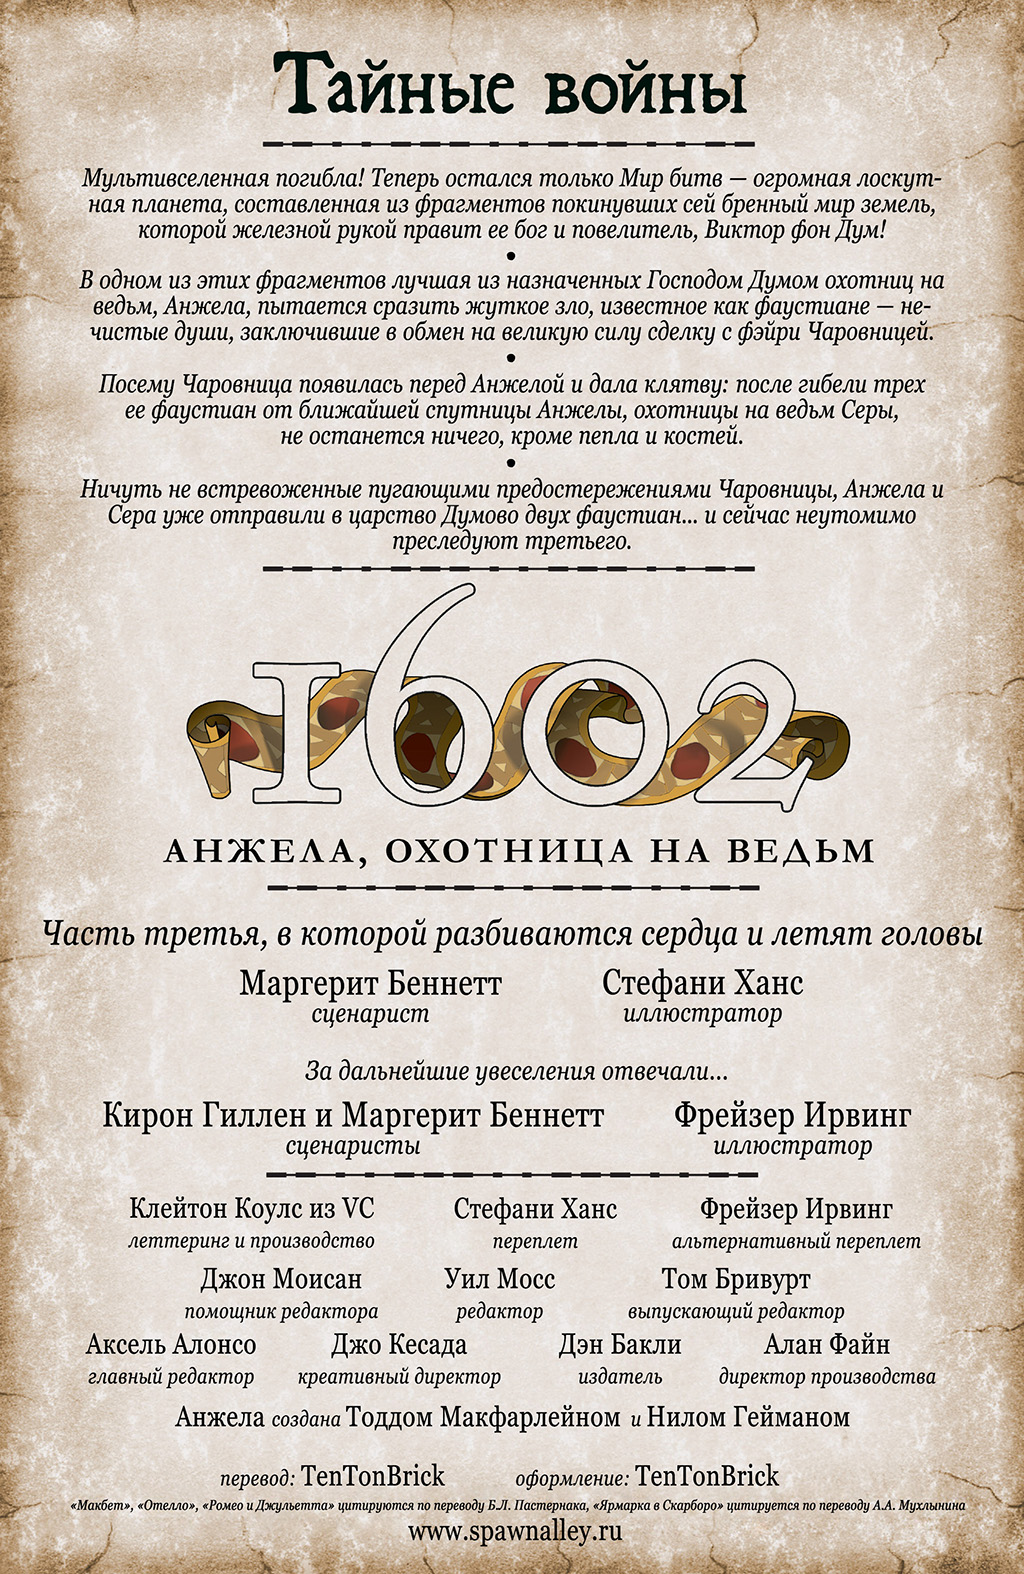 Тайные войны
Мультивселенная погибла! Теперь остался только Мир битв — огромная лоскут-
ная планета, составленная из фрагментов покинувших сей бренный мир земель,
которой железной рукой правит ее бог и повелитель, Виктор фон Дум!
•
В одном из этих фрагментов лучшая из назначенных Господом Думом охотниц на
ведьм, Анжела, пытается сразить жуткое зло, известное как фаустиане — не-
чистые души, заключившие в обмен на великую силу сделку с фэйри Чаровницей.
•
Посему Чаровница появилась перед Анжелой и дала клятву: после гибели трех
ее фаустиан от ближайшей спутницы Анжелы, охотницы на ведьм Серы,
не останется ничего, кроме пепла и костей.
•
Ничуть не встревоженные пугающими предостережениями Чаровницы, Анжела и
Сера уже отправили в царство Думово двух фаустиан... и сейчас неутомимо
преследуют третьего.
1602
АНЖЕЛА, ОХОТНИЦА НА ВЕДЬМ
Часть третья, в которой разбиваются сердца и летят головы
Маргерит Беннетт Стефани Ханс
сценарист иллюстратор
За дальнейшие увеселения отвечали...
Кирон Гиллен и Маргерит Беннетт Фрейзер Ирвинг
сценаристы иллюстратор
Клейтон Коулс из VC Стефани Ханс Фрейзер Ирвинг
леттеринг и производство переплет альтернативный переплет
Джон Моисан Уил Мосс Том Бривурт
помощник редактора редактор выпускающий редактор
Аксель Алонсо Джо Кесада Дэн Бакли Алан Файн
главный редактор креативный директор издатель директор производства
Анжела создана Тоддом Макфарлейном и Нилом Гейманом
перевод: TenTonBrick оформление: TenTonBrick
«Макбет», «Отелло», «Ромео и Джульетта» цитируются по переводу Б.Л. Пастернака, «Ярмарка в Скарборо» цитируется по переводу А.А. Мухлынина
www.spawnalley.ru